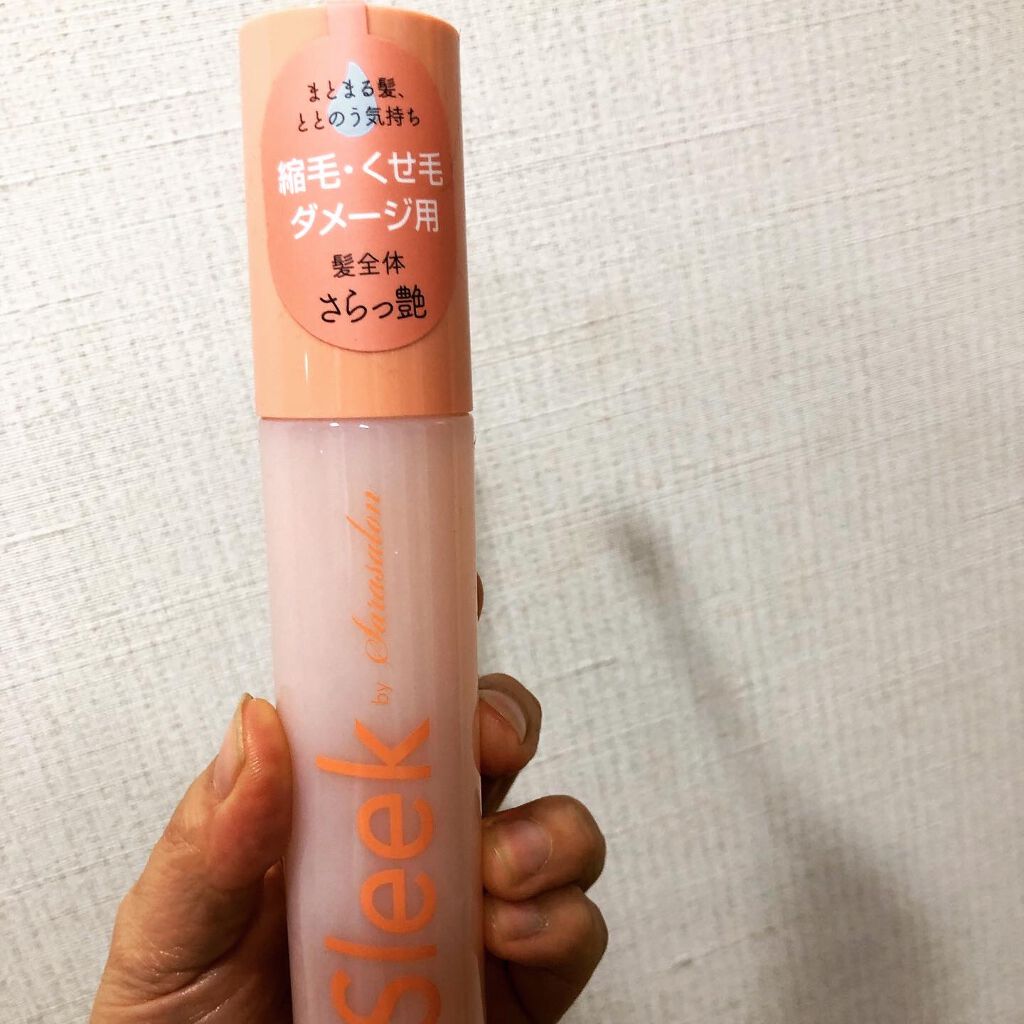 まとまる髪、
ととのう気持ち
縮毛・くせ毛
ダメージ用
髪全体
さらっ艶
Sleek by Sarasalon